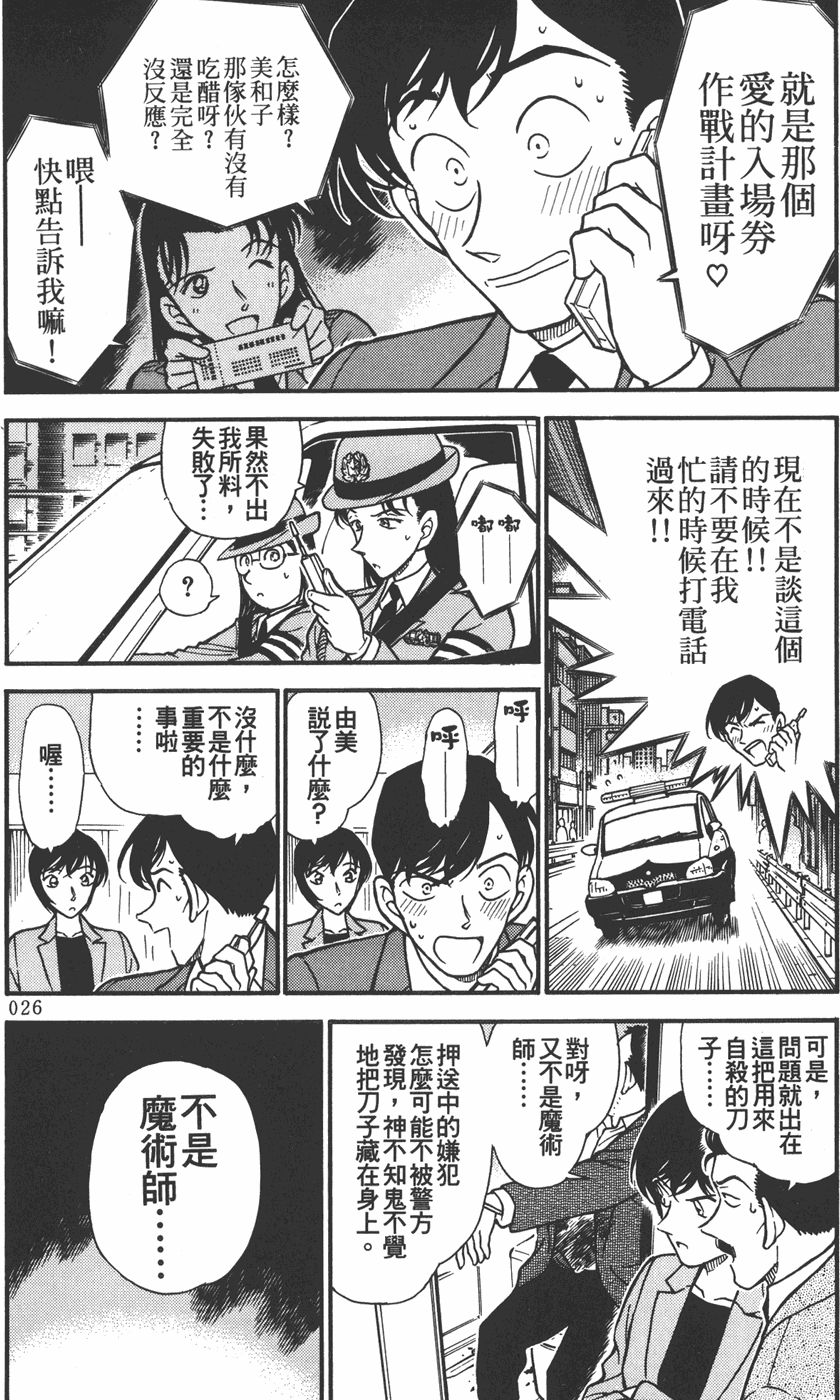 就是那個
愛的入場券
作戰計畫呀♡
怎麼樣？
美和子
那傢伙有沒有
吃醋呀？
還是完全
沒反應？
喂──
快點告訴我嘛！
現在不是談這個
的時候!!
請不要在我
忙的時候打電話
過來!!
嘟──
嘟──
果然不出
我所料，
失敗了…
？
呼──
呼──
由美
說了什麼？
沒什麼，
不是什麼
重要的
事啦
……
喔……
026
可是，
問題就出在
這把用來
自殺的刀
子……
對呀，
又不是魔術
師……
押送中的嫌犯
怎麼可能不被警方
發現，神不知鬼不覺
地把刀子藏在身上。
不是
魔術師……